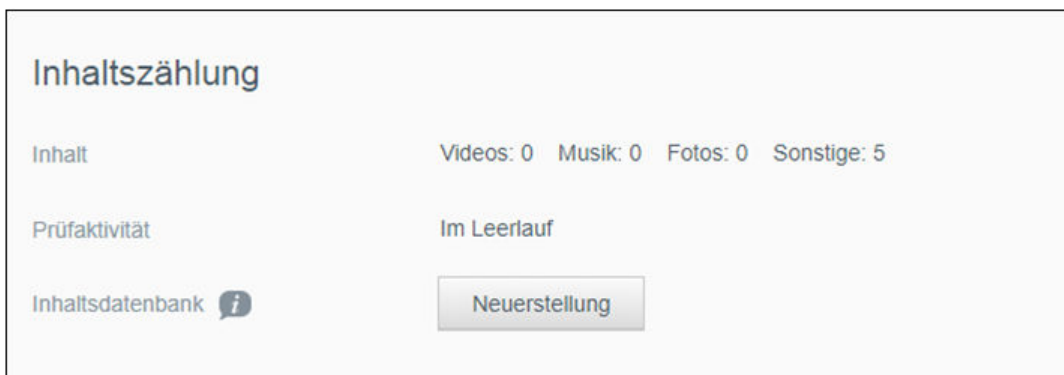 Inhaltszählung
Inhalt Videos: 0 Musik: 0 Fotos: 0 Sonstige: 5
Prüfaktivität Im Leerlauf
Inhaltsdatenbank i Neuerstellung